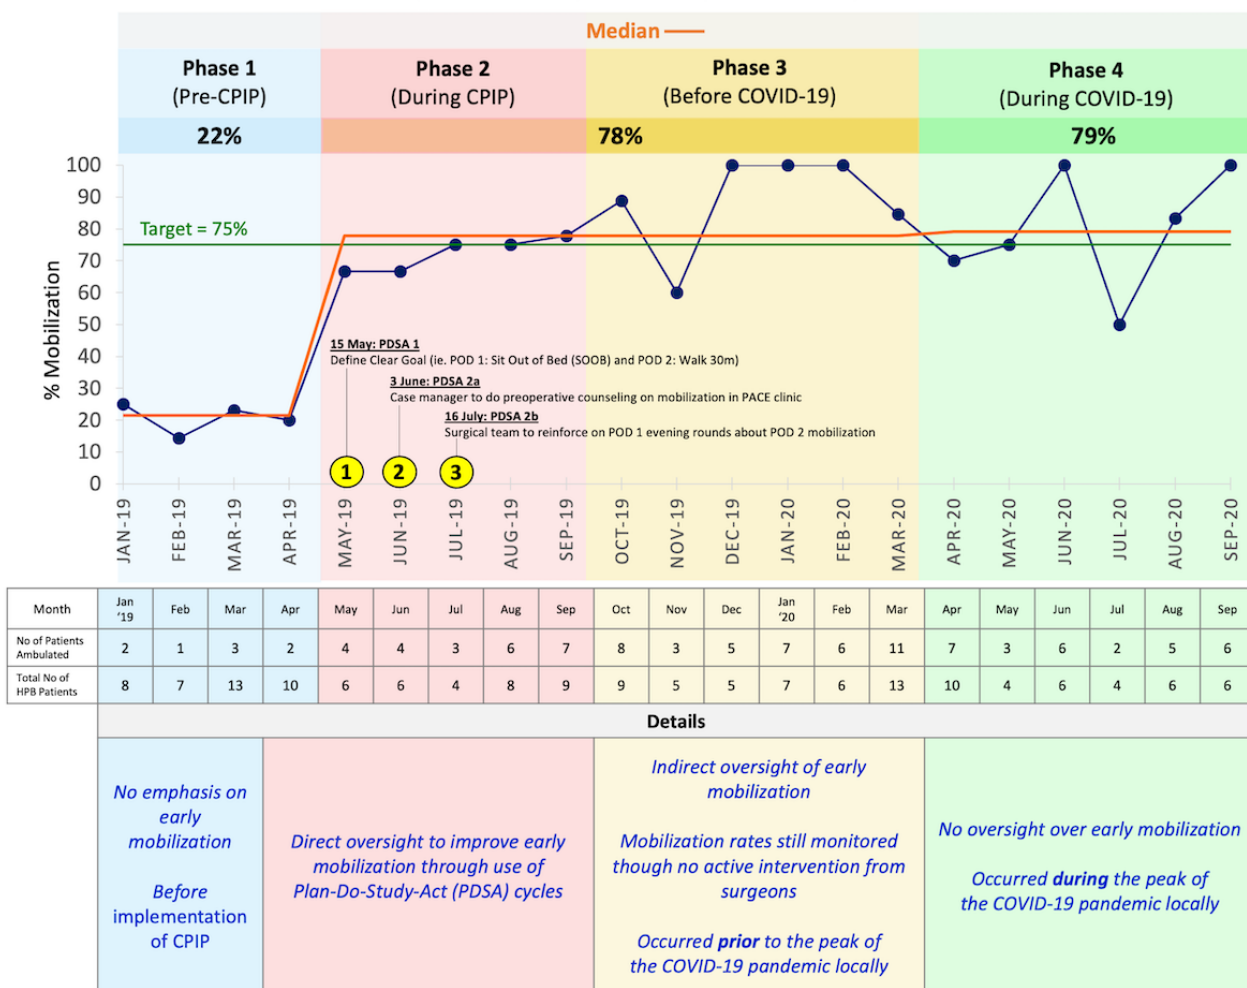 Median
Phase 1
(Pre-CPIP)
Phase 2
(During CPIP)
Phase 3
(Before COVID-19)
Phase 4
(During COVID-19)
22%
78%
79%
% Mobilization
100
90
80
70
60
50
40
30
20
10
0
Target = 75%
15 May: PDSA 1
Define Clear Goal (ie. POD 1: Sit Out of Bed (SOOB) and POD 2: Walk 30m)
3 June: PDSA 2a
Case manager to do preoperative counseling on mobilization in PACE clinic
16 July: PDSA 2b
Surgical team to reinforce on POD 1 evening rounds about POD 2 mobilization
1 2 3
JAN-19 FEB-19 MAR-19 APR-19 MAY-19 JUN-19 JUL-19 AUG-19 SEP-19 OCT-19 NOV-19 DEC-19 JAN-20 FEB-20 MAR-20 APR-20 MAY-20 JUN-20 JUL-20 AUG-20 SEP-20
Month Jan '19 Feb Mar Apr May Jun Jul Aug Sep Oct Nov Dec Jan '20 Feb Mar Apr May Jun Jul Aug Sep
No of Patients Ambulated 2 1 3 2 4 4 3 6 7 8 3 5 7 6 11 7 3 6 2 5 6
Total No of HPB Patients 8 7 13 10 6 6 4 8 9 9 5 5 7 6 13 10 4 6 4 6 6
Details
No emphasis on
early
mobilization
Before
implementation
of CPIP
Direct oversight to improve early
mobilization through use of
Plan-Do-Study-Act (PDSA) cycles
Indirect oversight of early
mobilization
Mobilization rates still monitored
though no active intervention from
surgeons
Occurred prior to the peak of
the COVID-19 pandemic locally
No oversight over early mobilization
Occurred during the peak of
the COVID-19 pandemic locally